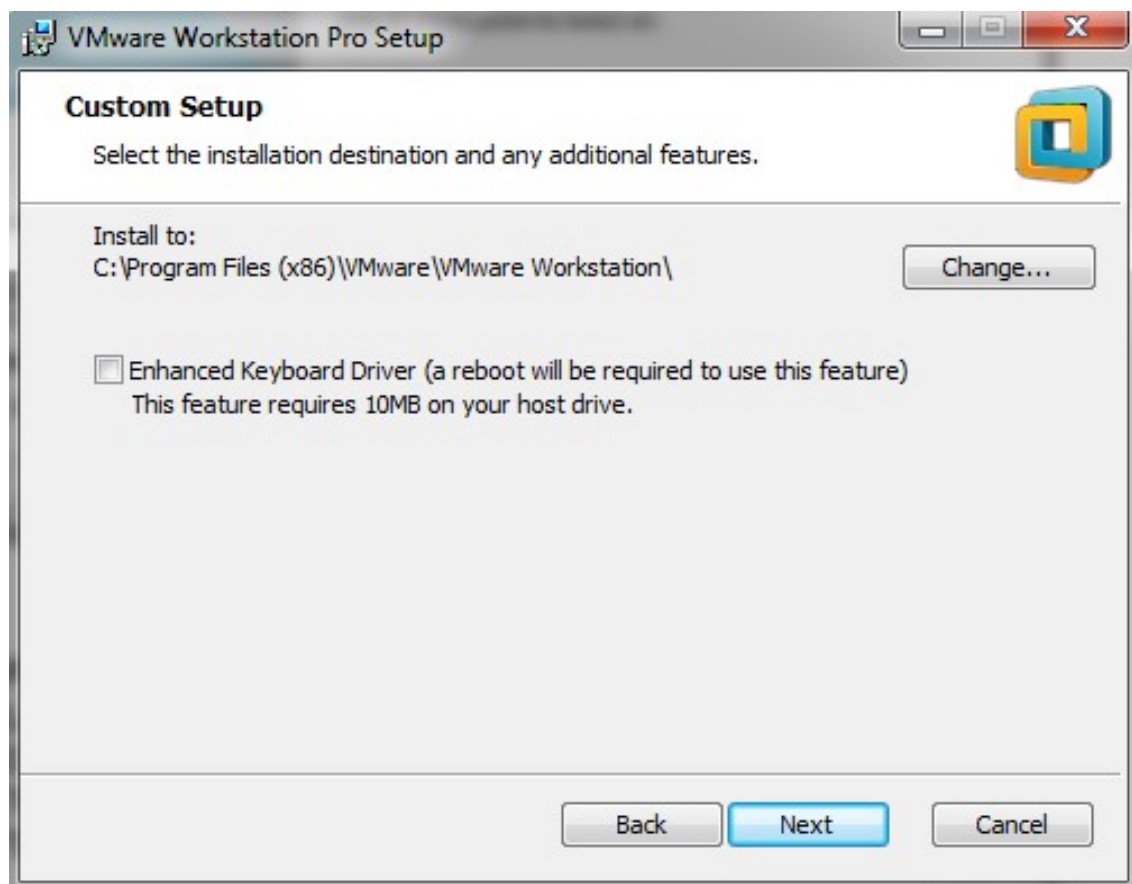 VMware Workstation Pro Setup
Custom Setup
Select the installation destination and any additional features.
Install to:
C:\Program Files (x86)\VMware\VMware Workstation\
Change...
Enhanced Keyboard Driver (a reboot will be required to use this feature)
This feature requires 10MB on your host drive.
Back Next Cancel